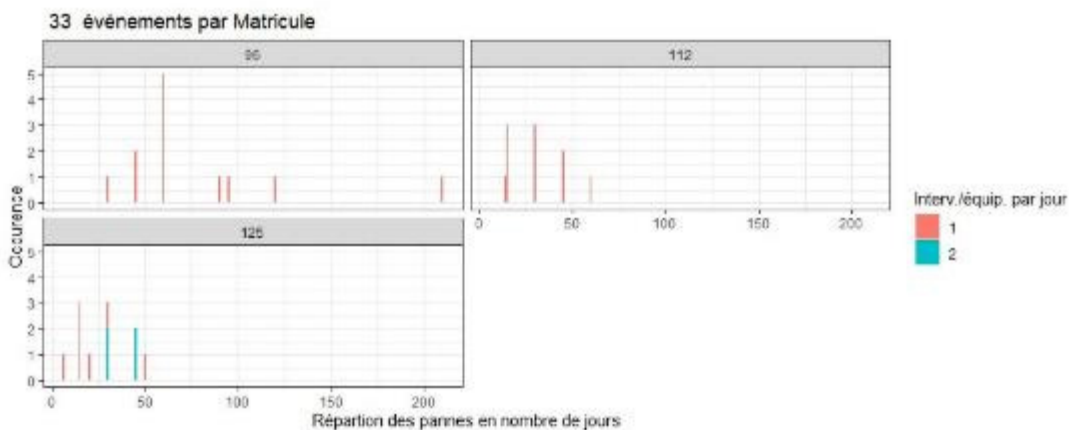 33 événements par Matricule
95
112
5
4
3
2
1
0
0 50 100 150 200
125
5
4
3
2
1
0
0 50 100 150 200
Occurence
Répartion des pannes en nombre de jours
Interv./équip. par jour
1
2